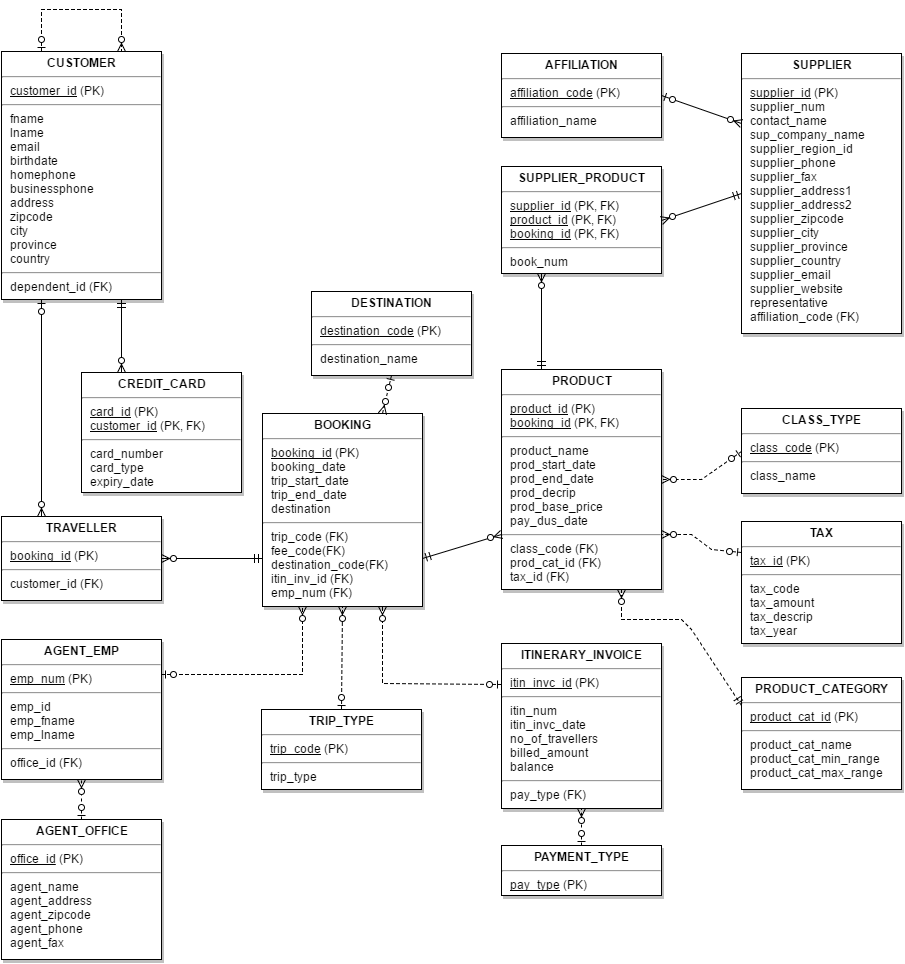 CUSTOMER
customer_id (PK)
fname
lname
email
birthdate
homephone
businessphone
address
zipcode
city
province
country
dependent_id (FK)
AFFILIATION
affiliation_code (PK)
affiliation_name
SUPPLIER
supplier_id (PK)
supplier_num
contact_name
sup_company_name
supplier_region_id
supplier_phone
supplier_fax
supplier_address1
supplier_address2
supplier_zipcode
supplier_city
supplier_province
supplier_country
supplier_email
supplier_website
representative
affiliation_code (FK)
SUPPLIER_PRODUCT
supplier_id (PK, FK)
product_id (PK, FK)
booking_id (PK, FK)
book_num
DESTINATION
destination_code (PK)
destination_name
CREDIT_CARD
card_id (PK)
customer_id (PK, FK)
card_number
card_type
expiry_date
BOOKING
booking_id (PK)
booking_date
trip_start_date
trip_end_date
destination
trip_code (FK)
fee_code(FK)
destination_code(FK)
itin_inv_id (FK)
emp_num (FK)
PRODUCT
product_id (PK)
booking_id (PK, FK)
product_name
prod_start_date
prod_end_date
prod_decrip
prod_base_price
pay_dus_date
class_code (FK)
prod_cat_id (FK)
tax_id (FK)
CLASS_TYPE
class_code (PK)
class_name
TRAVELLER
booking_id (PK)
customer_id (FK)
TAX
tax_id (PK)
tax_code
tax_amount
tax_descrip
tax_year
AGENT_EMP
emp_num (PK)
emp_id
emp_fname
emp_lname
office_id (FK)
TRIP_TYPE
trip_code (PK)
trip_type
ITINERARY_INVOICE
itin_invc_id (PK)
itin_num
itin_invc_date
no_of_travellers
billed_amount
balance
pay_type (FK)
PRODUCT_CATEGORY
product_cat_id (PK)
product_cat_name
product_cat_min_range
product_cat_max_range
AGENT_OFFICE
office_id (PK)
agent_name
agent_address
agent_zipcode
agent_phone
agent_fax
PAYMENT_TYPE
pay_type (PK)